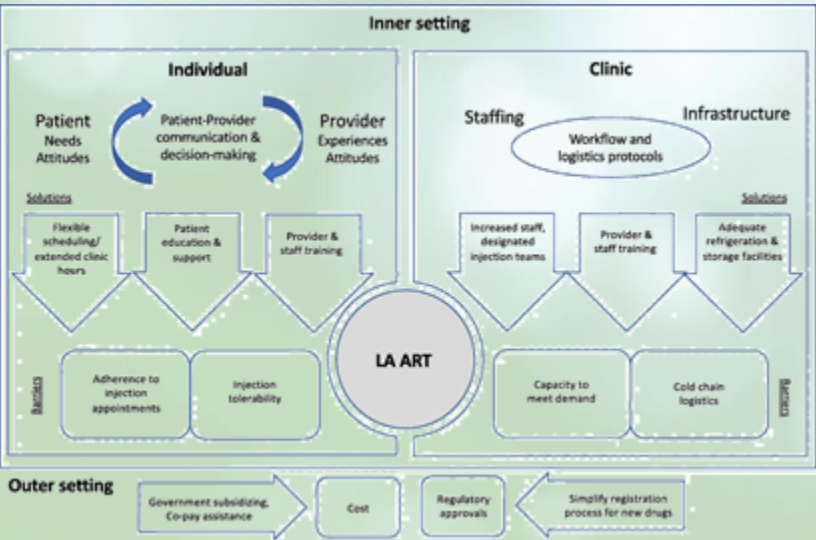 Inner setting
Individual
Patient
Needs
Attitudes
Patient-Provider
communication &
decision-making
Provider
Experiences
Attitudes
Solutions
Flexible
scheduling/
extended clinic
hours
Patient
education &
support
Provider &
staff training
Barriers
Adherence to
injection
appointments
Injection
tolerability
LA ART
Clinic
Staffing
Infrastructure
Workflow and
logistics protocols
Solutions
Increased staff,
designated
injection teams
Provider &
staff training
Adequate
refrigeration &
storage facilities
Capacity to
meet demand
Cold chain
logistics
Barriers
Outer setting
Government subsidizing,
Co-pay assistance
Cost
Regulatory
approvals
Simplify registration
process for new drugs